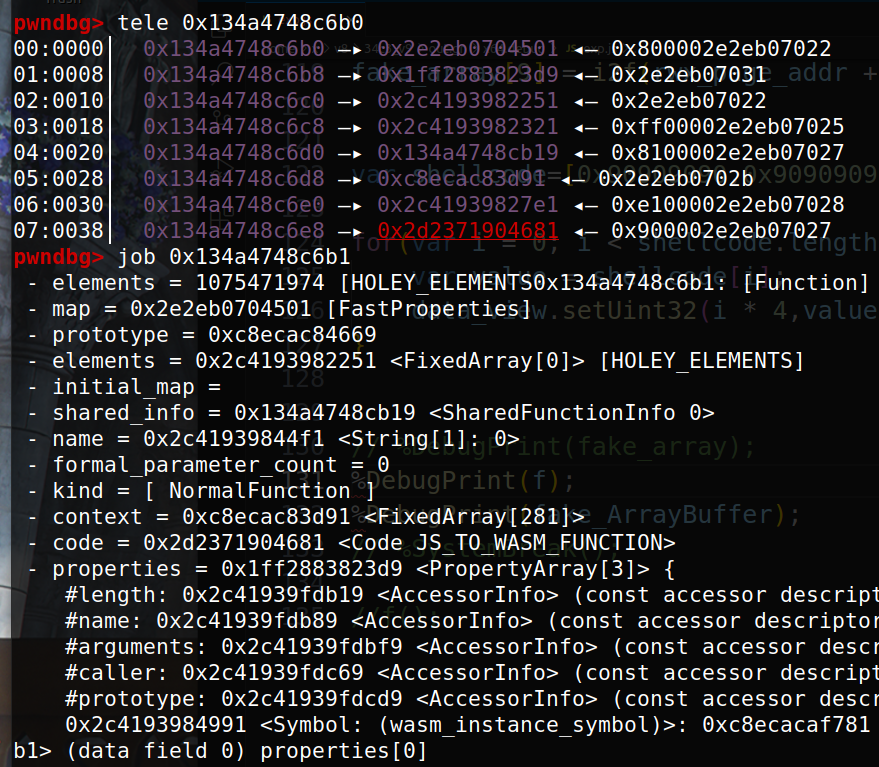 pwndbg> tele 0x134a4748c6b0
00:0000│ 0x134a4748c6b0 —▸ 0x2e2eb0704501 ◂— 0x800002e2eb07022
01:0008│ 0x134a4748c6b8 —▸ 0x1ff2883823d9 ◂— 0x2e2eb07031
02:0010│ 0x134a4748c6c0 —▸ 0x2c4193982251 ◂— 0x2e2eb07022
03:0018│ 0x134a4748c6c8 —▸ 0x2c4193982321 ◂— 0xff00002e2eb07025
04:0020│ 0x134a4748c6d0 —▸ 0x134a4748cb19 ◂— 0x8100002e2eb07027
05:0028│ 0x134a4748c6d8 —▸ 0xc8ecac83d91 ◂— 0x2e2eb0702b
06:0030│ 0x134a4748c6e0 —▸ 0x2c41939827e1 ◂— 0xe100002e2eb07028
07:0038│ 0x134a4748c6e8 —▸ 0x2d2371904681 ◂— 0x900002e2eb07027
pwndbg> job 0x134a4748c6b1
- elements = 1075471974 [HOLEY_ELEMENTS0x134a4748c6b1: [Function]
- map = 0x2e2eb0704501 [FastProperties]
- prototype = 0xc8ecac84669
- elements = 0x2c4193982251 <FixedArray[0]> [HOLEY_ELEMENTS]
- initial_map =
- shared_info = 0x134a4748cb19 <SharedFunctionInfo 0>
- name = 0x2c41939844f1 <String[1]: 0>
- formal_parameter_count = 0
- kind = [ NormalFunction ]
- context = 0xc8ecac83d91 <FixedArray[281]>
- code = 0x2d2371904681 <Code JS_TO_WASM_FUNCTION>
- properties = 0x1ff2883823d9 <PropertyArray[3]> {
#length: 0x2c41939fdb19 <AccessorInfo> (const accessor descript
#name: 0x2c41939fdb89 <AccessorInfo> (const accessor descriptor
#arguments: 0x2c41939fdbf9 <AccessorInfo> (const accessor descr
#caller: 0x2c41939fdc69 <AccessorInfo> (const accessor descript
#prototype: 0x2c41939fdcd9 <AccessorInfo> (const accessor descr
0x2c4193984991 <Symbol: (wasm_instance_symbol)>: 0xc8ecacaf781
b1> (data field 0) properties[0]